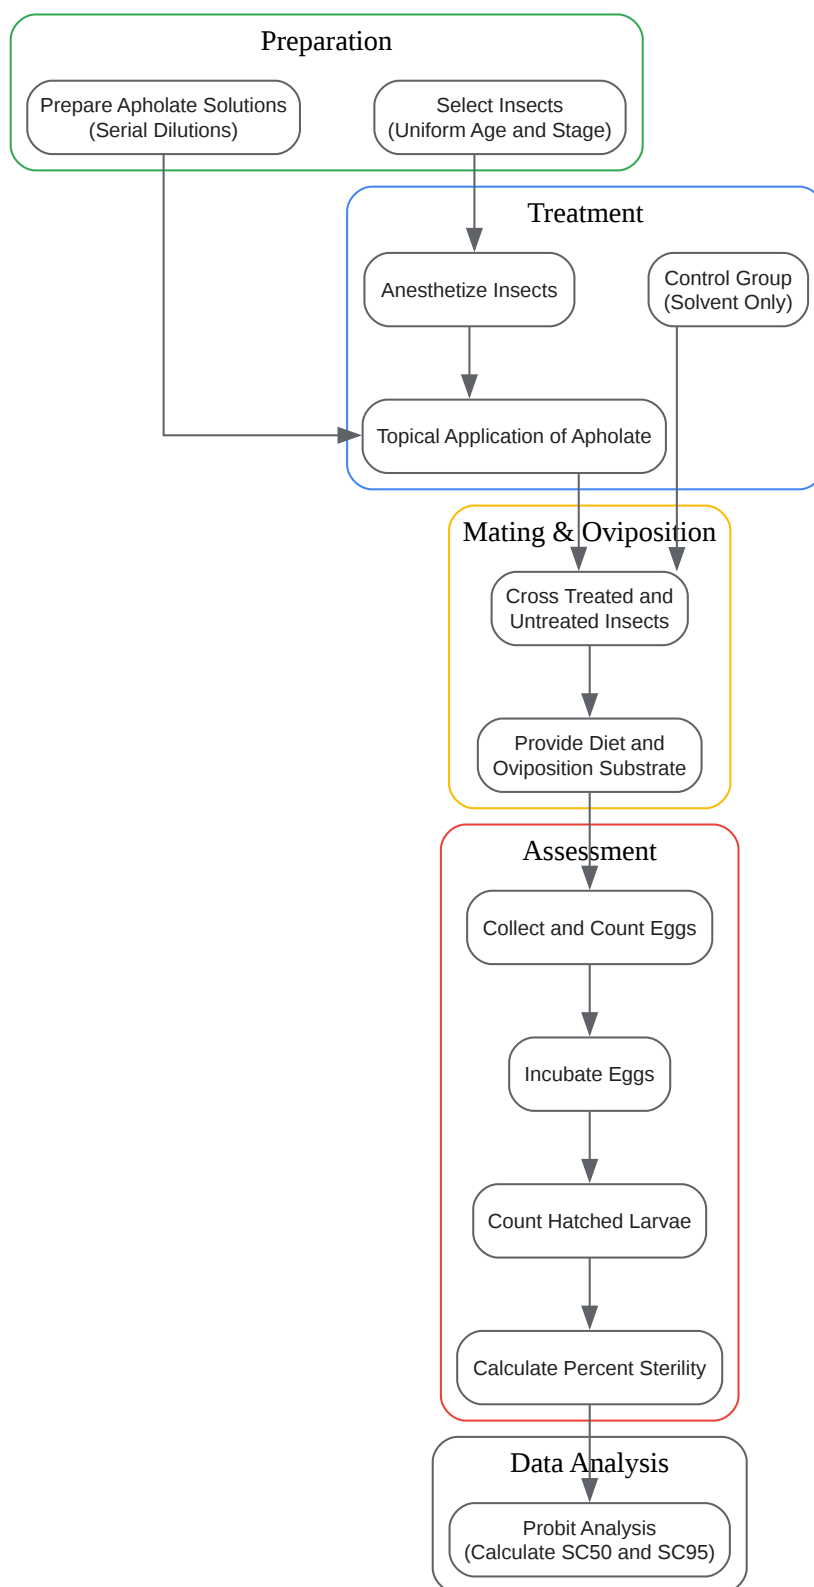 Preparation
Prepare Apholate Solutions
(Serial Dilutions)
Select Insects
(Uniform Age and Stage)
Treatment
Anesthetize Insects
Control Group
(Solvent Only)
Topical Application of Apholate
Mating & Oviposition
Cross Treated and
Untreated Insects
Provide Diet and
Oviposition Substrate
Assessment
Collect and Count Eggs
Incubate Eggs
Count Hatched Larvae
Calculate Percent Sterility
Data Analysis
Probit Analysis
(Calculate SC50 and SC95)